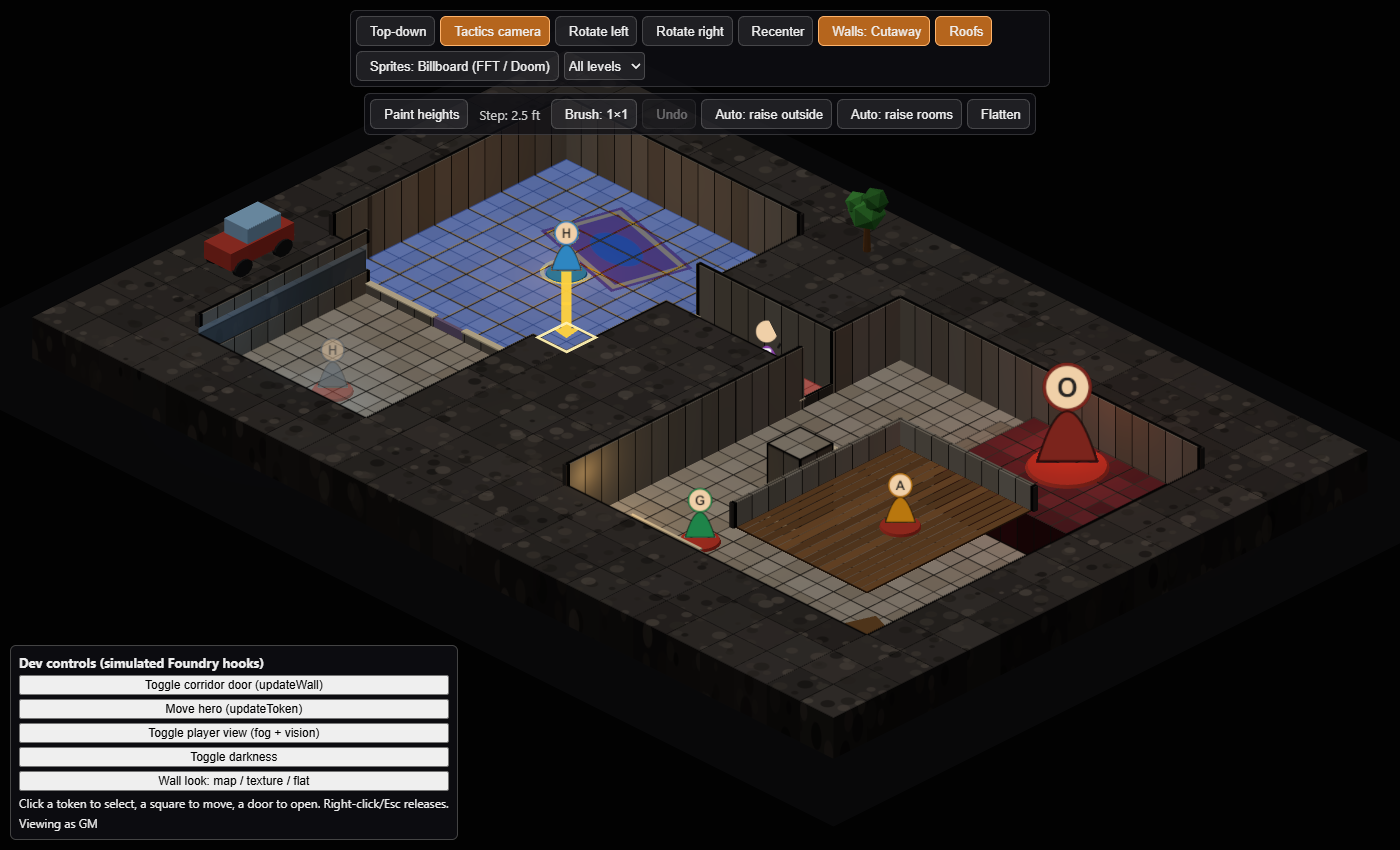 Top-down Tactics camera Rotate left Rotate right Recenter Walls: Cutaway Roofs
Sprites: Billboard (FFT / Doom) All levels
Paint heights Step: 2.5 ft Brush: 1×1 Undo Auto: raise outside Auto: raise rooms Flatten
H
H
O
A
G
Dev controls (simulated Foundry hooks)
Toggle corridor door (updateWall)
Move hero (updateToken)
Toggle player view (fog + vision)
Toggle darkness
Wall look: map / texture / flat
Click a token to select, a square to move, a door to open. Right-click/Esc releases.
Viewing as GM